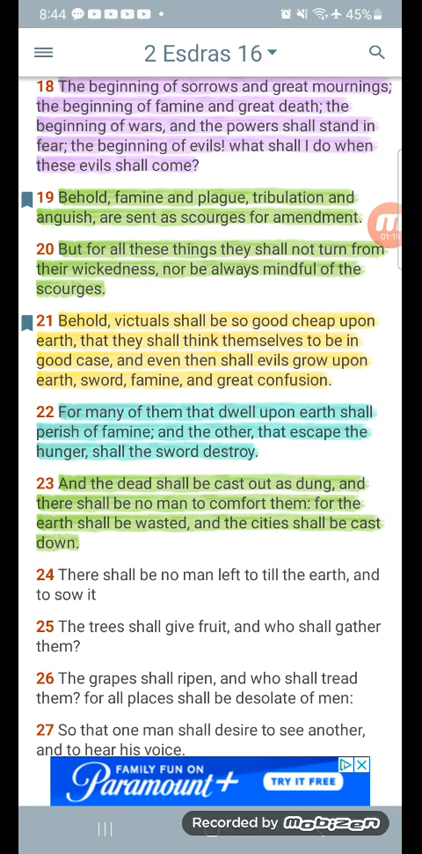 8:44
45%
2 Esdras 16
18 The beginning of sorrows and great mournings;
the beginning of famine and great death; the
beginning of wars, and the powers shall stand in
fear; the beginning of evils! what shall I do when
these evils shall come?
19 Behold, famine and plague, tribulation and
anguish, are sent as scourges for amendment.
01:19
20 But for all these things they shall not turn from
their wickedness, nor be always mindful of the
scourges.
21 Behold, victuals shall be so good cheap upon
earth, that they shall think themselves to be in
good case, and even then shall evils grow upon
earth, sword, famine, and great confusion.
22 For many of them that dwell upon earth shall
perish of famine; and the other, that escape the
hunger, shall the sword destroy.
23 And the dead shall be cast out as dung, and
there shall be no man to comfort them: for the
earth shall be wasted, and the cities shall be cast
down.
24 There shall be no man left to till the earth, and
to sow it
25 The trees shall give fruit, and who shall gather
them?
26 The grapes shall ripen, and who shall tread
them? for all places shall be desolate of men:
27 So that one man shall desire to see another,
and to hear his voice.
FAMILY FUN ON
Paramount+
TRY IT FREE
Recorded by mobizen